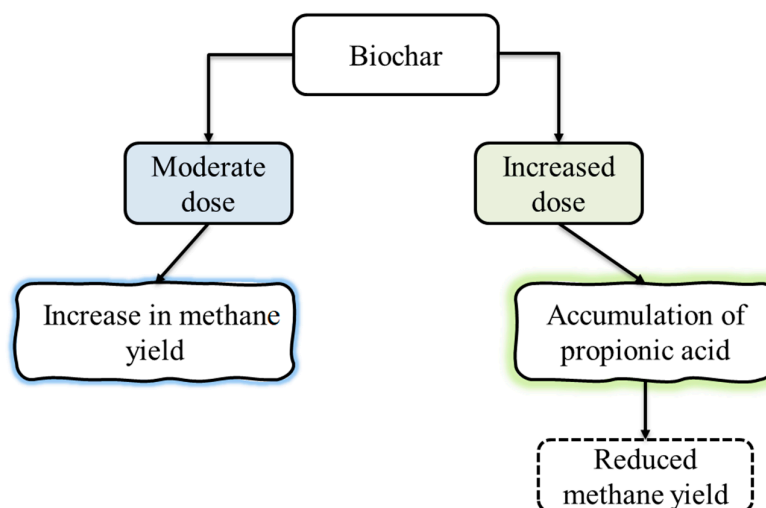 Biochar
Moderate
dose
Increased
dose
Increase in methane
yield
Accumulation of
propionic acid
Reduced
methane yield